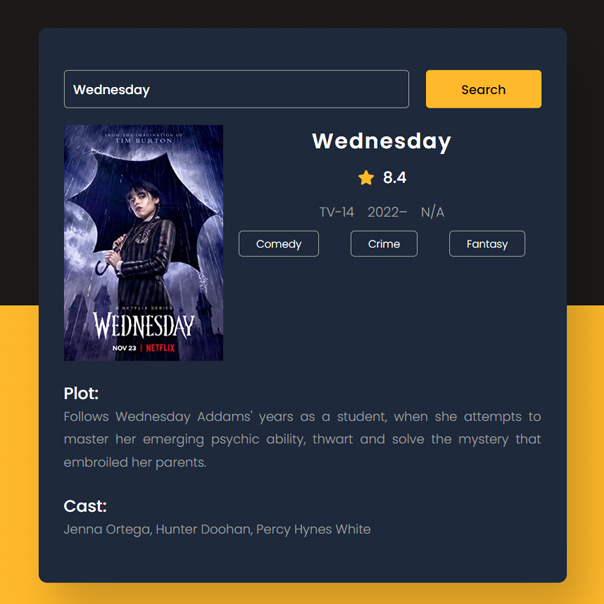 Wednesday
Search
FROM THE IMAGINATION OF
TIM BURTON
A NETFLIX SERIES
WEDNESDAY
NOV 23 | NETFLIX
Wednesday
8.4
TV-14 2022– N/A
Comedy Crime Fantasy
Plot:
Follows Wednesday Addams' years as a student, when she attempts to
master her emerging psychic ability, thwart and solve the mystery that
embroiled her parents.
Cast:
Jenna Ortega, Hunter Doohan, Percy Hynes White